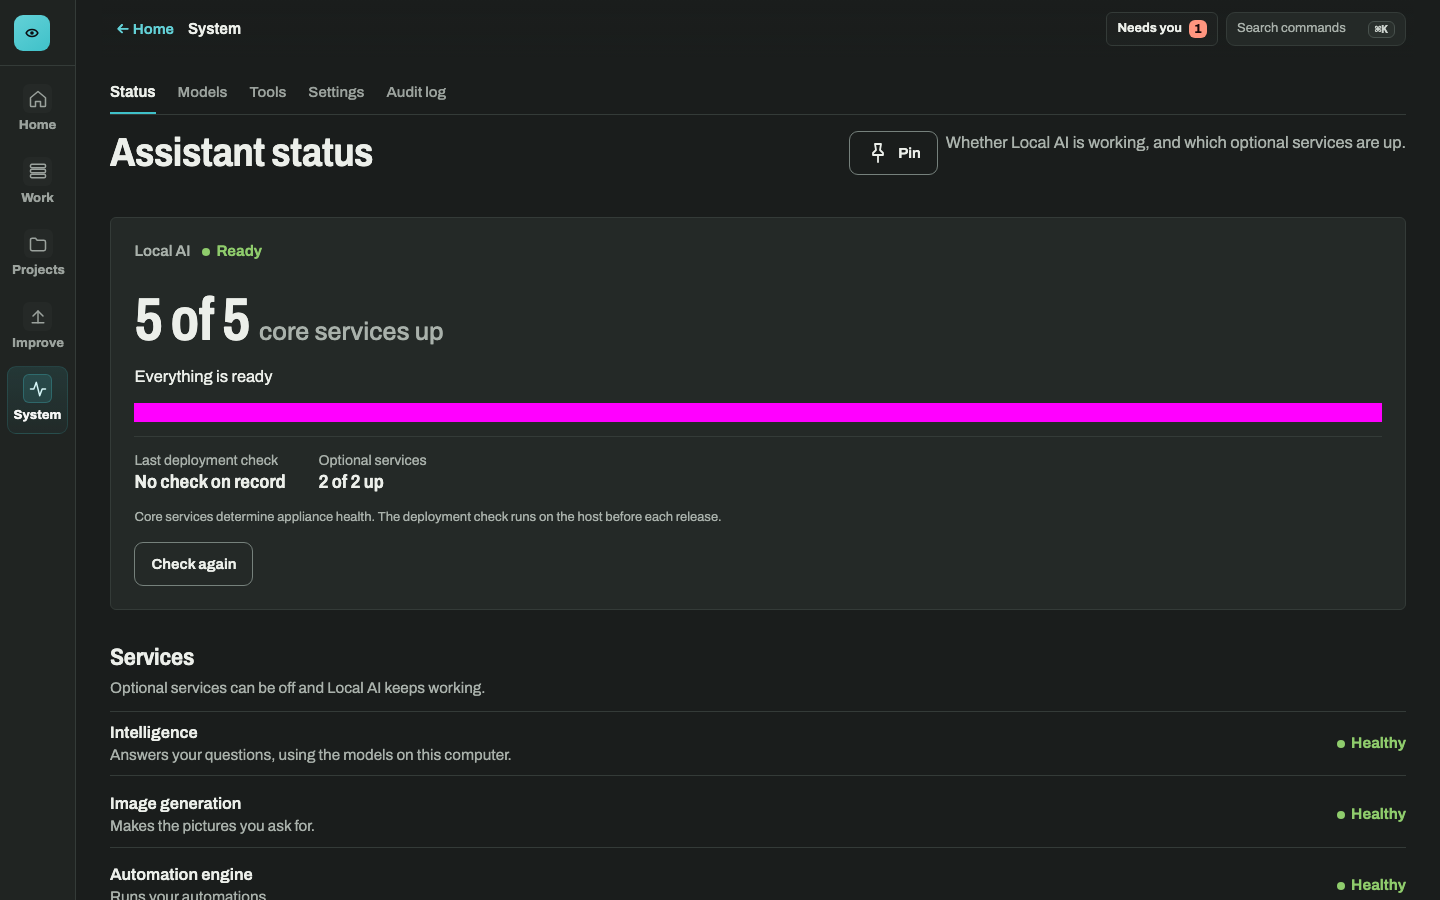 ← Home System
Needs you 1
Search commands ⌘K
Home
Work
Projects
Improve
System
Status Models Tools Settings Audit log
Assistant status
Pin
Whether Local AI is working, and which optional services are up.
Local AI Ready
5 of 5 core services up
Everything is ready
Last deployment check
No check on record
Optional services
2 of 2 up
Core services determine appliance health. The deployment check runs on the host before each release.
Check again
Services
Optional services can be off and Local AI keeps working.
Intelligence
Answers your questions, using the models on this computer.
Healthy
Image generation
Makes the pictures you ask for.
Healthy
Automation engine
Runs your automations
Healthy